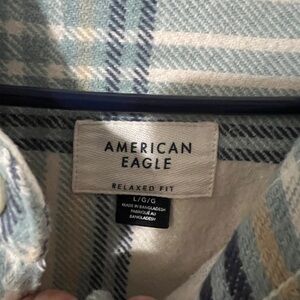 AMERICAN
EAGLE
RELAXED FIT
L/G/G
MADE IN BANGLADESH
FABRIQUÉ AU
BANGLADESH